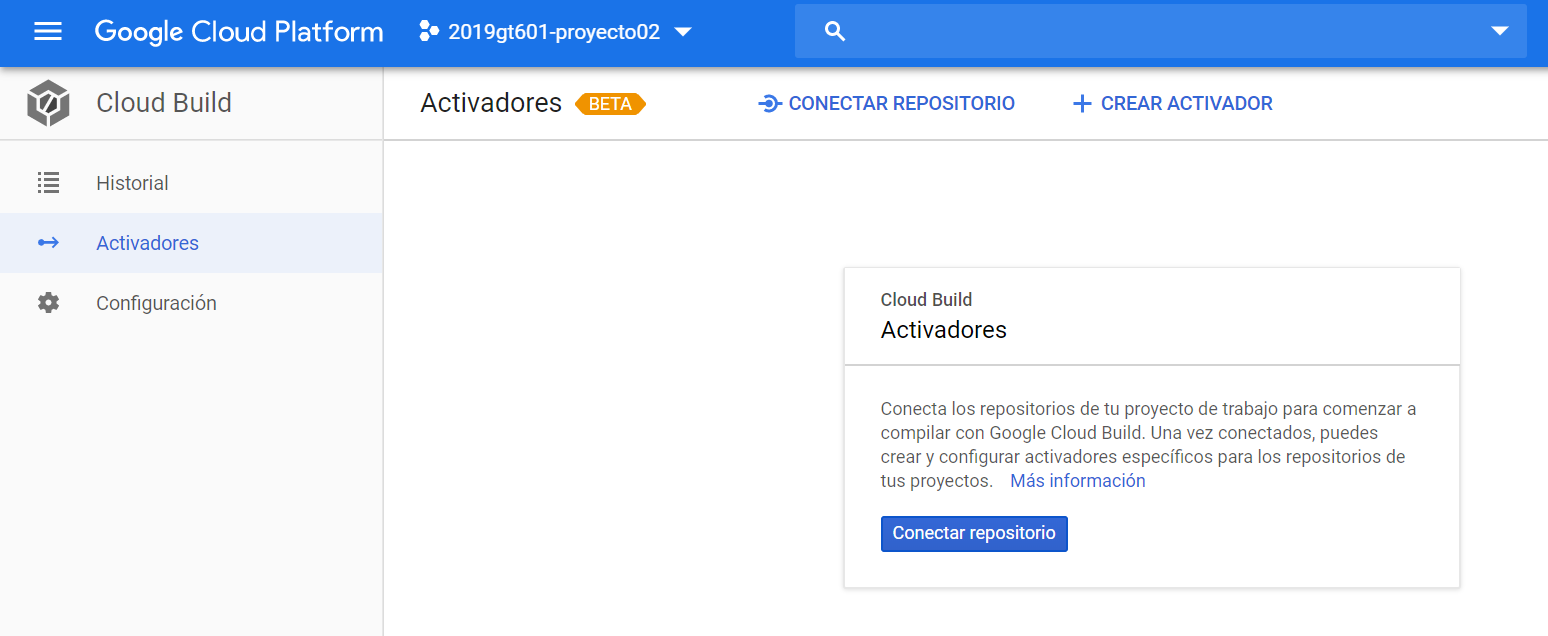 Google Cloud Platform
2019gt601-proyecto02
Cloud Build
Activadores BETA
CONECTAR REPOSITORIO
CREAR ACTIVADOR
Historial
Activadores
Configuración
Cloud Build
Activadores
Conecta los repositorios de tu proyecto de trabajo para comenzar a
compilar con Google Cloud Build. Una vez conectados, puedes
crear y configurar activadores específicos para los repositorios de
tus proyectos. Más información
Conectar repositorio